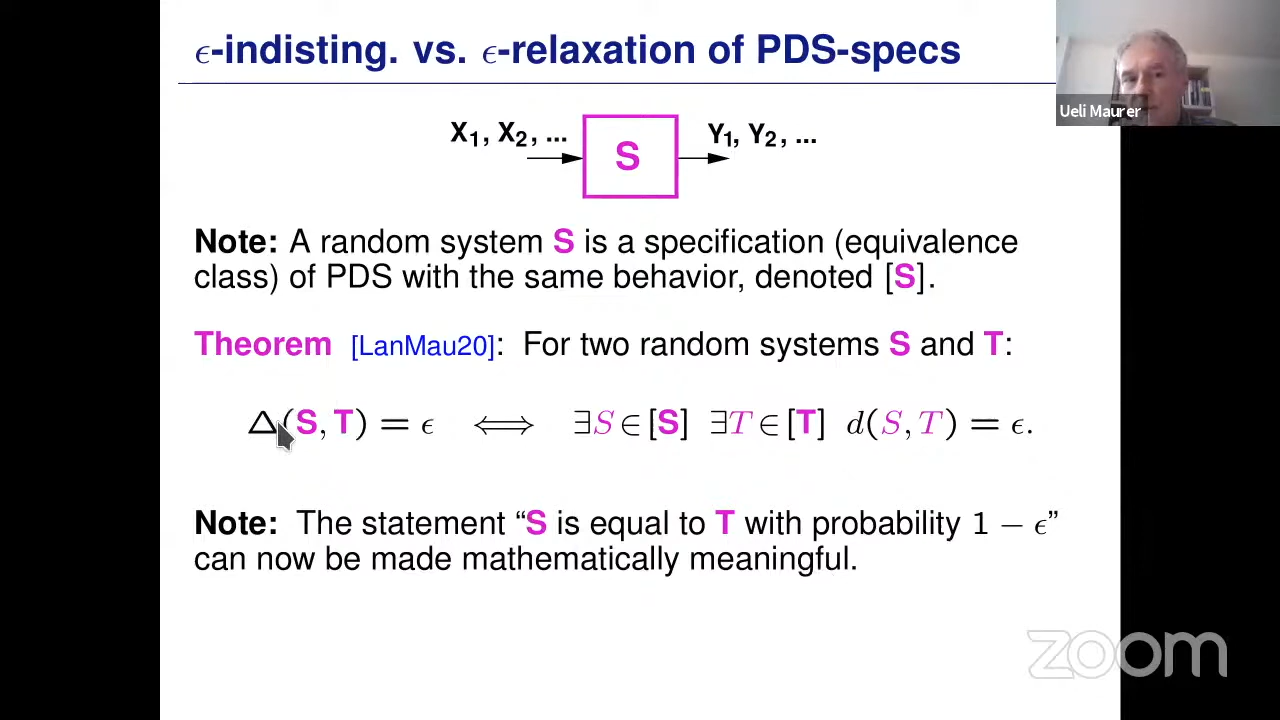 ϵ-indisting. vs. ϵ-relaxation of PDS-specs
Ueli Maurer
X₁, X₂, ...
S
Y₁, Y₂, ...
Note: A random system S is a specification (equivalence
class) of PDS with the same behavior, denoted [S].
Theorem [LanMau20]: For two random systems S and T:
Δ(S, T) = ϵ ⟺ ∃S ∈ [S] ∃T ∈ [T] d(S, T) = ϵ.
Note: The statement “S is equal to T with probability 1 − ϵ”
can now be made mathematically meaningful.
zoom